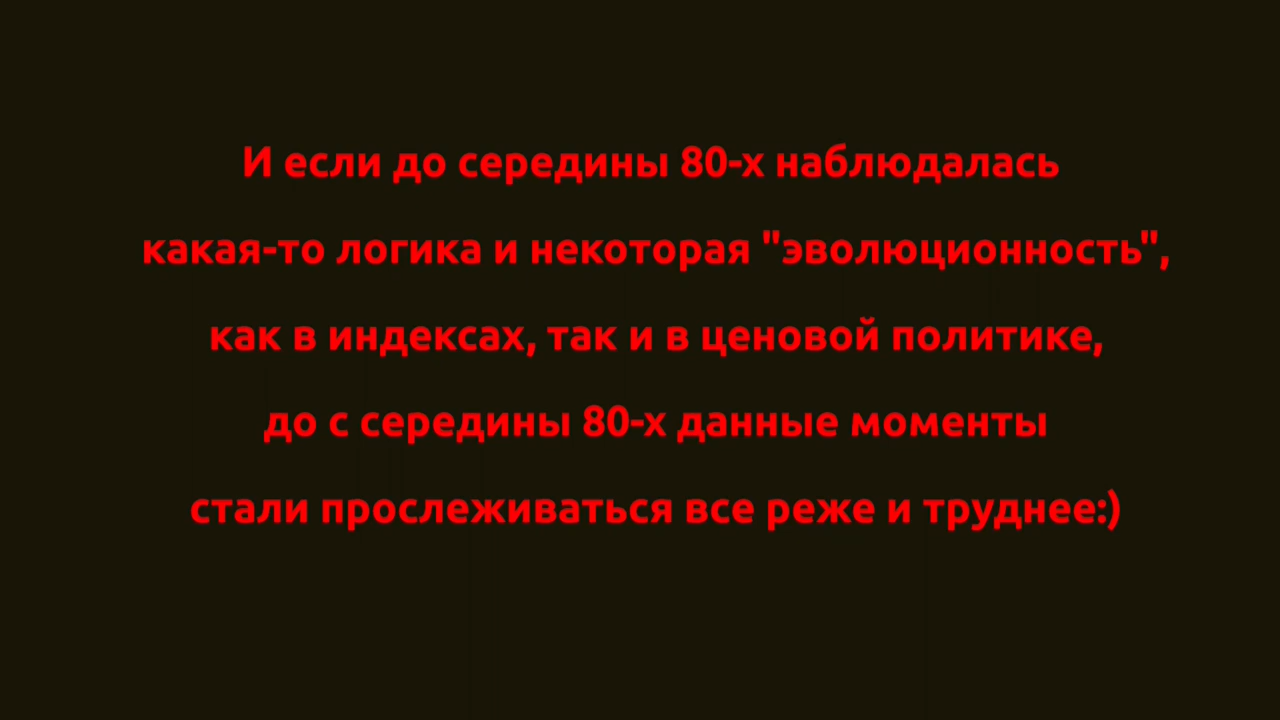 И если до середины 80-х наблюдалась
какая-то логика и некоторая "эволюционность",
как в индексах, так и в ценовой политике,
до с середины 80-х данные моменты
стали прослеживаться все реже и труднее:)